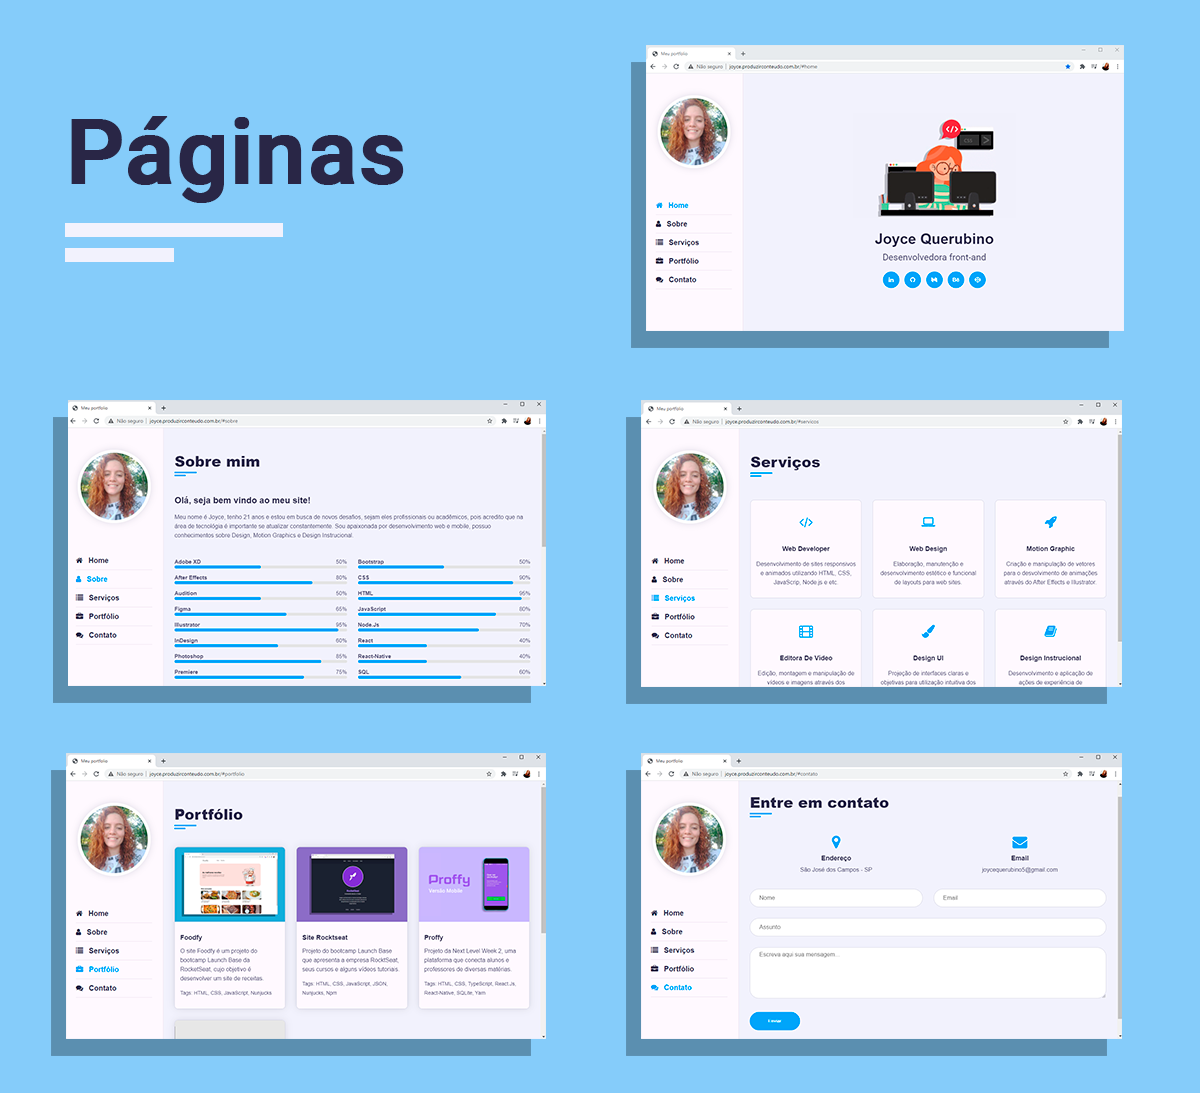 Páginas
Meu portfólio
Não seguro | joyce.produzirconteudo.com.br/#home
Home
Sobre
Serviços
Portfólio
Contato
</>
Joyce Querubino
Desenvolvedora front-and
in
Bē
Meu portfólio
Não seguro | joyce.produzirconteudo.com.br/#sobre
Home
Sobre
Serviços
Portfólio
Contato
Sobre mim
Olá, seja bem vindo ao meu site!
Meu nome é Joyce, tenho 21 anos e estou em busca de novos desafios, sejam eles profissionais ou acadêmicos, pois acredito que na
área de tecnológia é importante se atualizar constantemente. Sou apaixonada por desenvolvimento web e mobile, possuo
conhecimentos sobre Design, Motion Graphics e Design Instrucional.
Adobe XD 50%
After Effects 80%
Audition 50%
Figma 65%
Illustrator 95%
InDesign 60%
Photoshop 85%
Premiere 75%
Bootstrap 50%
CSS 90%
HTML 95%
JavaScript 80%
Node.Js 70%
React 40%
React-Native 40%
SQL 60%
Meu portfólio
Não seguro | joyce.produzirconteudo.com.br/#servicos
Home
Sobre
Serviços
Portfólio
Contato
Serviços
Web Developer
Desenvolvimento de sites responsivos
e animados utilizando HTML, CSS,
JavaScrip, Node.js e etc.
Web Design
Elaboração, manutenção e
desenvolvimento estético e funcional
de layouts para web sites.
Motion Graphic
Criação e manipulação de vetores
para o desvolvimento de animações
através do After Effects e Illustrator.
Editora De Vídeo
Edição, montagem e manipulação de
vídeos e imagens através dos
Design UI
Projeção de interfaces claras e
objetivas para utilização intuitiva dos
Design Instrucional
Desenvolvimento e aplicação de
ações de experiência de
Meu portfólio
Não seguro | joyce.produzirconteudo.com.br/#portfolio
Home
Sobre
Serviços
Portfólio
Contato
Portfólio
Foodfy
O site Foodfy é um projeto do
bootcamp Launch Base da
RocketSeat, cujo objetivo é
desenvolver um site de receitas.
Tags: HTML, CSS, JavaScript, Nunjucks
Site Rocktseat
Projeto do bootcamp Launch Base
que apresenta a empresa RocktSeat,
seus cursos e alguns vídeos tutoriais.
Tags: HTML, CSS, JavaScript, JSON,
Nunjucks, Npm
Proffy
Versão Mobile
Proffy
Projeto da Next Level Week 2, uma
plataforma que conecta alunos e
professores de diversas matérias.
Tags: HTML, CSS, TypeScript, React.Js,
React-Native, SQLite, Yarn
Meu portfólio
Não seguro | joyce.produzirconteudo.com.br/#contato
Home
Sobre
Serviços
Portfólio
Contato
Entre em contato
Endereço
São José dos Campos - SP
Email
joycequerubino5@gmail.com
Nome
Email
Assunto
Escreva aqui sua mensagem...